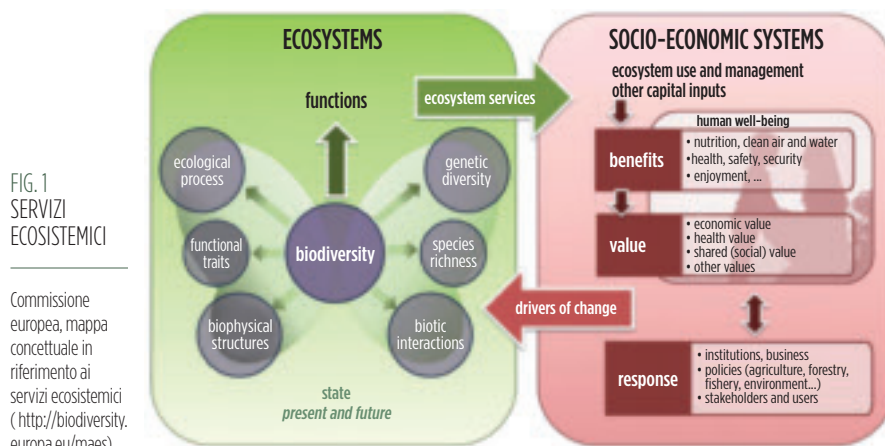 FIG. 1
SERVIZI
ECOSISTEMICI
Commissione
europea, mappa
concettuale in
riferimento ai
servizi ecosistemici
( http://biodiversity.
europa.eu/maes)
ECOSYSTEMS
functions
ecosystem services
ecological
process
genetic
diversity
functional
traits
biodiversity
species
richness
biophysical
structures
biotic
interactions
state
present and future
drivers of change
SOCIO-ECONOMIC SYSTEMS
ecosystem use and management
other capital inputs
human well-being
benefits
• nutrition, clean air and water
• health, safety, security
• enjoyment, ...
value
• economic value
• health value
• shared (social) value
• other values
response
• institutions, business
• policies (agriculture, forestry,
fishery, environment...)
• stakeholders and users